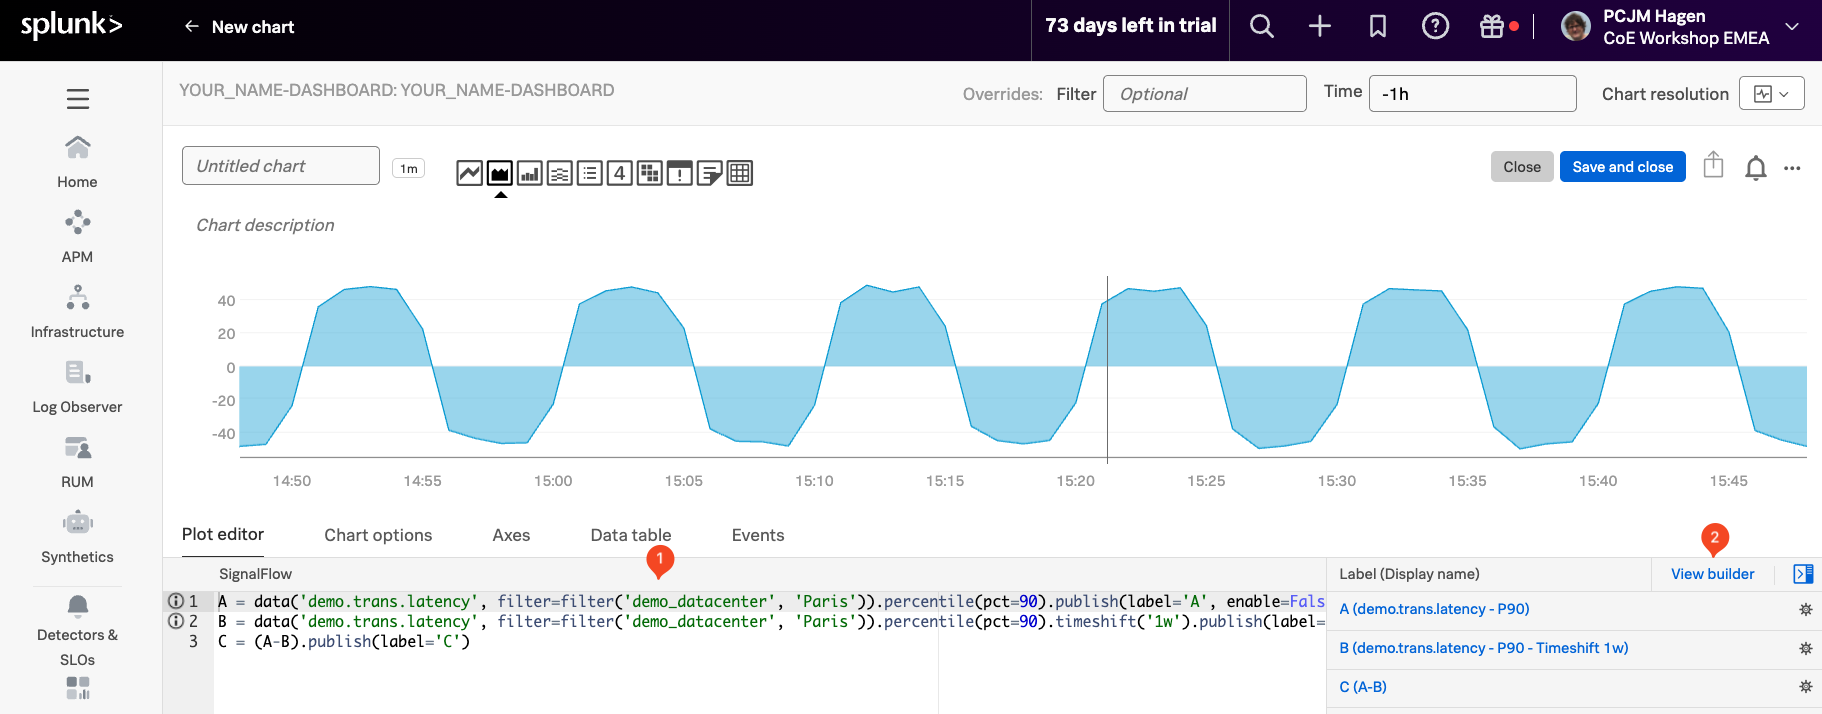 splunk>
← New chart
73 days left in trial
PCJM Hagen
CoE Workshop EMEA
YOUR_NAME-DASHBOARD: YOUR_NAME-DASHBOARD
Overrides: Filter Optional Time -1h Chart resolution
Untitled chart 1m 4 Close Save and close
Chart description
Home
APM
Infrastructure
Log Observer
RUM
Synthetics
Detectors &
SLOs
40
20
0
-20
-40
14:50 14:55 15:00 15:05 15:10 15:15 15:20 15:25 15:30 15:35 15:40 15:45
Plot editor Chart options Axes Data table Events
1
2
SignalFlow
1 A = data('demo.trans.latency', filter=filter('demo_datacenter', 'Paris')).percentile(pct=90).publish(label='A', enable=Fals
2 B = data('demo.trans.latency', filter=filter('demo_datacenter', 'Paris')).percentile(pct=90).timeshift('1w').publish(label=
3 C = (A-B).publish(label='C')
Label (Display name) View builder
A (demo.trans.latency - P90)
B (demo.trans.latency - P90 - Timeshift 1w)
C (A-B)